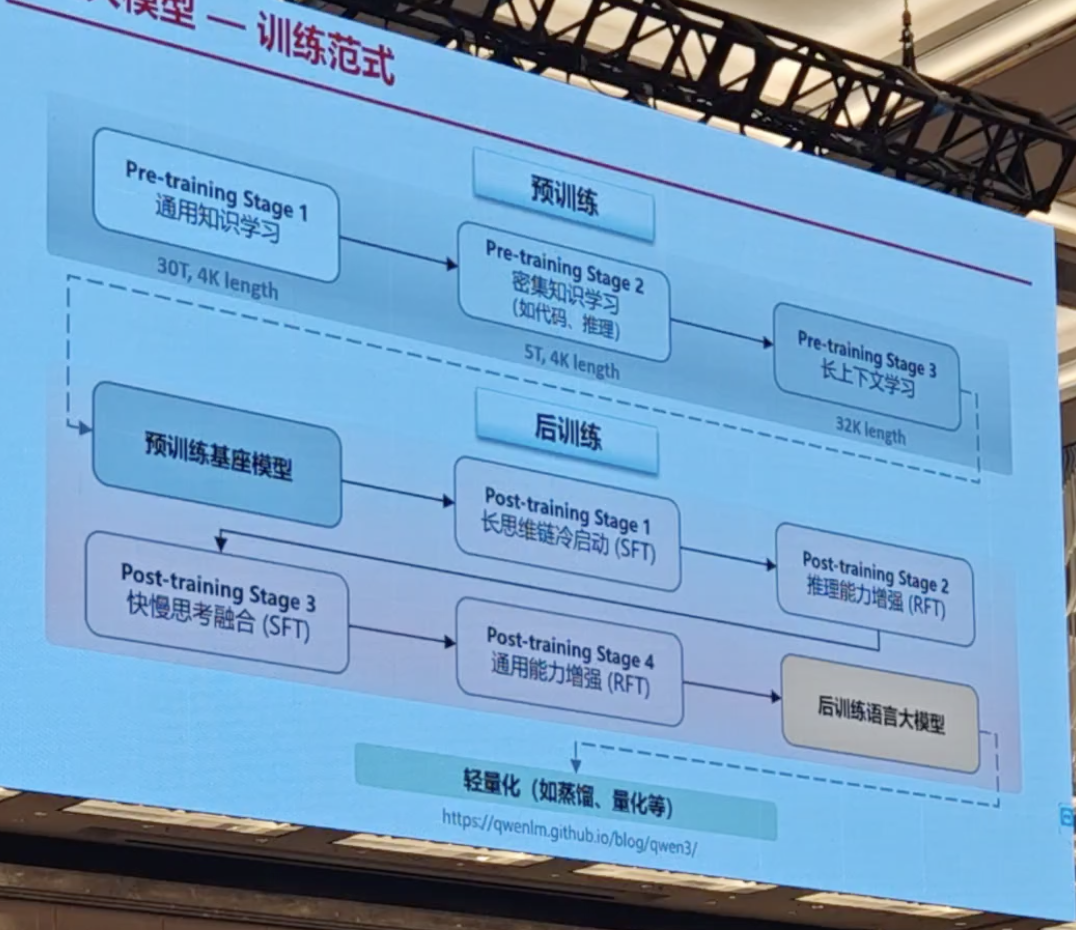 大模型 — 训练范式
预训练
Pre-training Stage 1
通用知识学习
30T, 4K length
Pre-training Stage 2
密集知识学习
(如代码、推理)
5T, 4K length
Pre-training Stage 3
长上下文学习
32K length
后训练
预训练基座模型
Post-training Stage 1
长思维链冷启动 (SFT)
Post-training Stage 2
推理能力增强 (RFT)
Post-training Stage 3
快慢思考融合 (SFT)
Post-training Stage 4
通用能力增强 (RFT)
后训练语言大模型
轻量化（如蒸馏、量化等）
https://qwenlm.github.io/blog/qwen3/